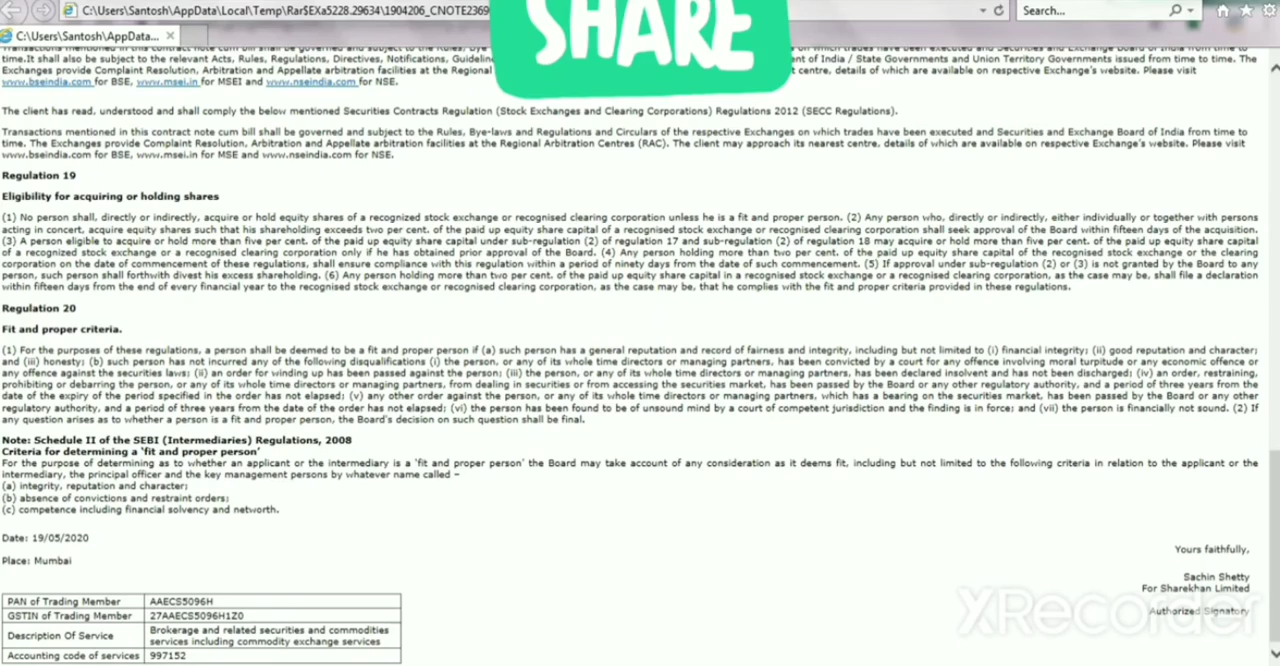 C:\Users\Santosh\AppData\Local\Temp\Rar$EXa5228.29634\1904206_CNOTE2369
Search...
SHARE
C:\Users\Santosh\AppData...
time.It shall also be subject to the relevant Acts, Rules, Regulations, Directives, Notifications, Guideline nt of India / State Governments and Union Territory Governments issued from time to time. The
Exchanges provide Complaint Resolution, Arbitration and Appellate arbitration facilities at the Regional t centre, details of which are available on respective Exchange's website. Please visit
www.bseindia.com for BSE, www.msei.in for MSEI and www.nseindia.com for NSE.
The client has read, understood and shall comply the below mentioned Securities Contracts Regulation (Stock Exchanges and Clearing Corporations) Regulations 2012 (SECC Regulations).
Transactions mentioned in this contract note cum bill shall be governed and subject to the Rules, Bye-laws and Regulations and Circulars of the respective Exchanges on which trades have been executed and Securities and Exchange Board of India from time to
time. The Exchanges provide Complaint Resolution, Arbitration and Appellate arbitration facilities at the Regional Arbitration Centres (RAC). The client may approach its nearest centre, details of which are available on respective Exchange's website. Please visit
www.bseindia.com for BSE, www.msei.in for MSE and www.nseindia.com for NSE.
Regulation 19
Eligibility for acquiring or holding shares
(1) No person shall, directly or indirectly, acquire or hold equity shares of a recognized stock exchange or recognised clearing corporation unless he is a fit and proper person. (2) Any person who, directly or indirectly, either individually or together with persons
acting in concert, acquire equity shares such that his shareholding exceeds two per cent. of the paid up equity share capital of a recognised stock exchange or recognised clearing corporation shall seek approval of the Board within fifteen days of the acquisition.
(3) A person eligible to acquire or hold more than five per cent. of the paid up equity share capital under sub-regulation (2) of regulation 17 and sub-regulation (2) of regulation 18 may acquire or hold more than five per cent. of the paid up equity share capital
of a recognized stock exchange or a recognised clearing corporation only if he has obtained prior approval of the Board. (4) Any person holding more than two per cent. of the paid up equity share capital of the recognised stock exchange or the clearing
corporation on the date of commencement of these regulations, shall ensure compliance with this regulation within a period of ninety days from the date of such commencement. (5) If approval under sub-regulation (2) or (3) is not granted by the Board to any
person, such person shall forthwith divest his excess shareholding. (6) Any person holding more than two per cent. of the paid up equity share capital in a recognised stock exchange or a recognised clearing corporation, as the case may be, shall file a declaration
within fifteen days from the end of every financial year to the recognised stock exchange or recognised clearing corporation, as the case may be, that he complies with the fit and proper criteria provided in these regulations.
Regulation 20
Fit and proper criteria.
(1) For the purposes of these regulations, a person shall be deemed to be a fit and proper person if (a) such person has a general reputation and record of fairness and integrity, including but not limited to (i) financial integrity; (ii) good reputation and character;
and (iii) honesty; (b) such person has not incurred any of the following disqualifications (i) the person, or any of its whole time directors or managing partners, has been convicted by a court for any offence involving moral turpitude or any economic offence or
any offence against the securities laws; (ii) an order for winding up has been passed against the person; (iii) the person, or any of its whole time directors or managing partners, has been declared insolvent and has not been discharged; (iv) an order, restraining,
prohibiting or debarring the person, or any of its whole time directors or managing partners, from dealing in securities or from accessing the securities market, has been passed by the Board or any other regulatory authority, and a period of three years from the
date of the expiry of the period specified in the order has not elapsed; (v) any other order against the person, or any of its whole time directors or managing partners, which has a bearing on the securities market, has been passed by the Board or any other
regulatory authority, and a period of three years from the date of the order has not elapsed; (vi) the person has been found to be of unsound mind by a court of competent jurisdiction and the finding is in force; and (vii) the person is financially not sound. (2) If
any question arises as to whether a person is a fit and proper person, the Board's decision on such question shall be final.
Note: Schedule II of the SEBI (Intermediaries) Regulations, 2008
Criteria for determining a 'fit and proper person'
For the purpose of determining as to whether an applicant or the intermediary is a 'fit and proper person' the Board may take account of any consideration as it deems fit, including but not limited to the following criteria in relation to the applicant or the
intermediary, the principal officer and the key management persons by whatever name called –
(a) integrity, reputation and character;
(b) absence of convictions and restraint orders;
(c) competence including financial solvency and networth.
Date: 19/05/2020
Yours faithfully,
Place: Mumbai
Sachin Shetty
For Sharekhan Limited
Authorized Signatory
XRecorder
PAN of Trading Member AAECS5096H
GSTIN of Trading Member 27AAECS5096H1Z0
Description Of Service Brokerage and related securities and commodities
services including commodity exchange services
Accounting code of services 997152